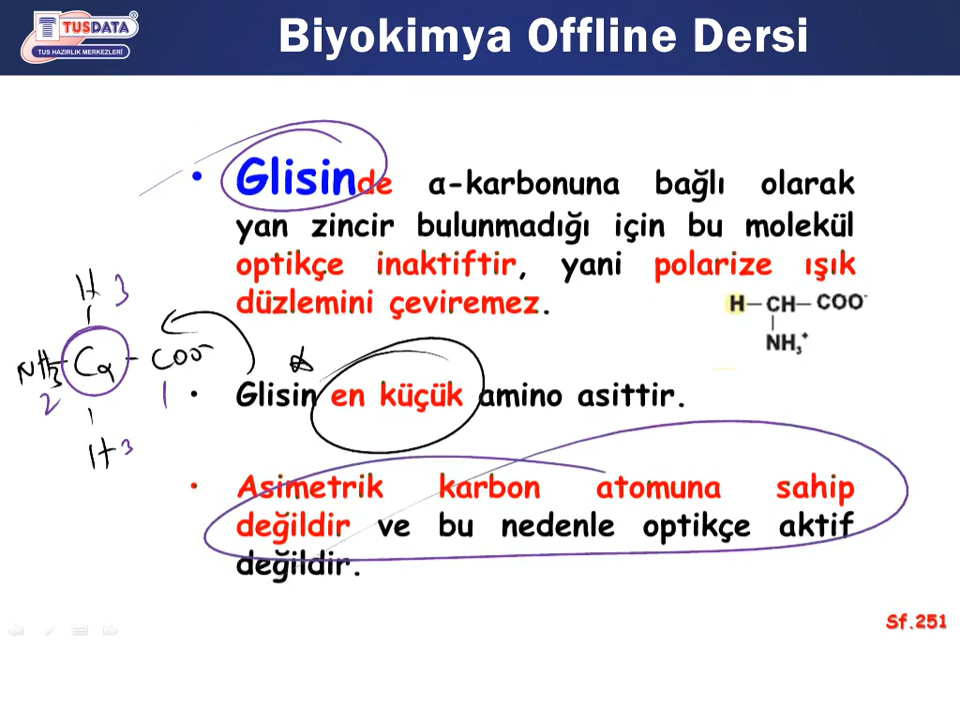 TUSDATA
TUS HAZIRLIK MERKEZLERİ
Biyokimya Offline Dersi
• Glisinde α-karbonuna bağlı olarak
yan zincir bulunmadığı için bu molekül
optikçe inaktiftir, yani polarize ışık
düzlemini çeviremez.
H–CH–COO⁻
NH₃⁺
H 3
NH₃ Cα – COO⁻
2 1
H 3
• Glisin en küçük amino asittir.
• Asimetrik karbon atomuna sahip
değildir ve bu nedenle optikçe aktif
değildir.
Sf.251